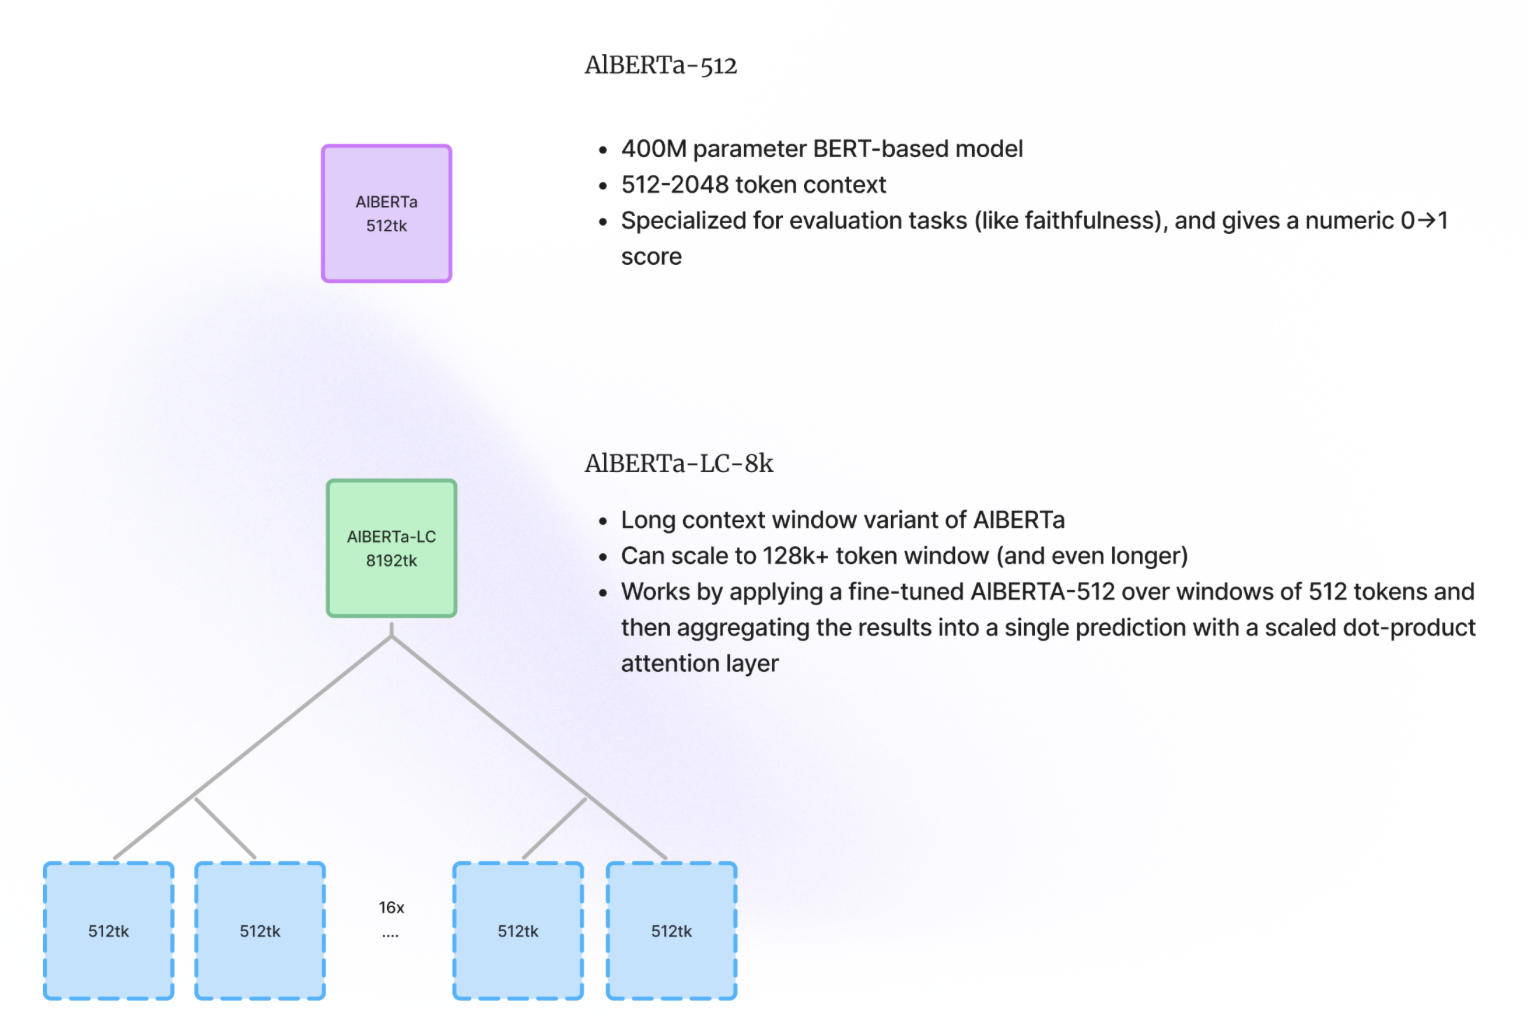 AlBERTa-512
AlBERTa
512tk
• 400M parameter BERT-based model
• 512-2048 token context
• Specialized for evaluation tasks (like faithfulness), and gives a numeric 0→1
score
AlBERTa-LC-8k
AlBERTa-LC
8192tk
• Long context window variant of AlBERTa
• Can scale to 128k+ token window (and even longer)
• Works by applying a fine-tuned AlBERTA-512 over windows of 512 tokens and
then aggregating the results into a single prediction with a scaled dot-product
attention layer
512tk
512tk
16x
....
512tk
512tk